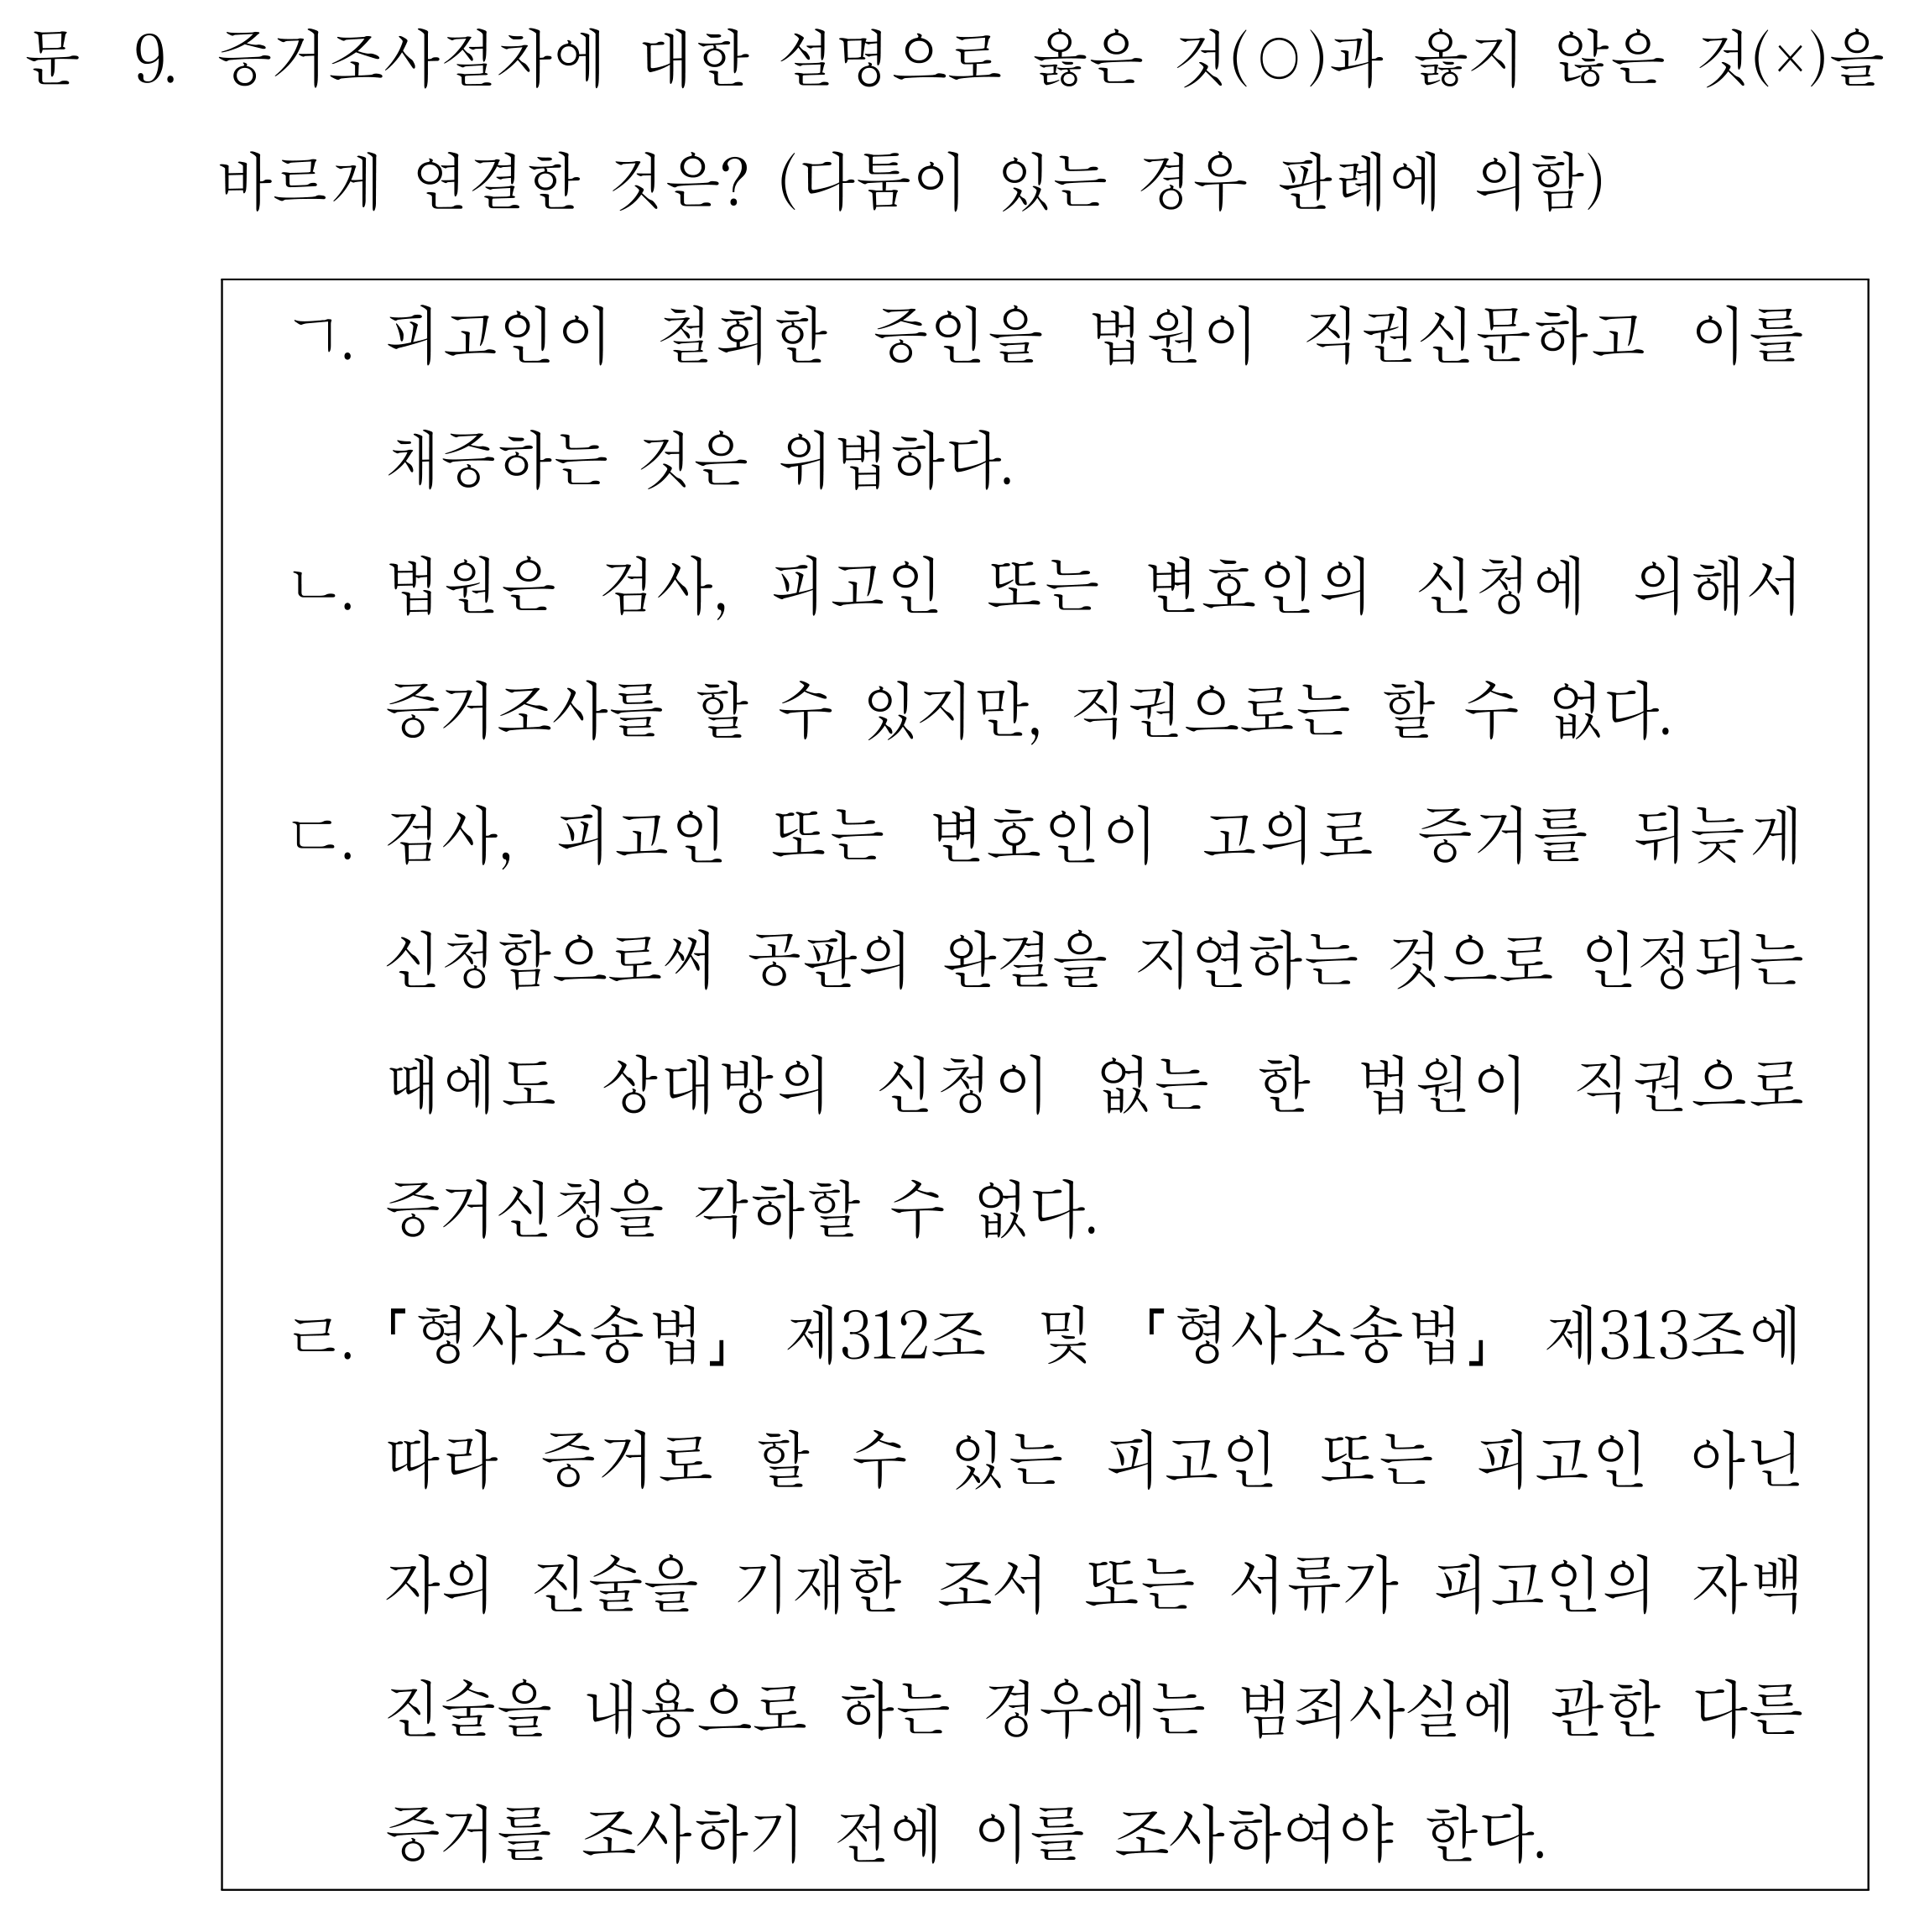 문 9. 증거조사절차에 대한 설명으로 옳은 것(○)과 옳지 않은 것(×)을
바르게 연결한 것은? (다툼이 있는 경우 판례에 의함)
ㄱ. 피고인이 철회한 증인을 법원이 직권신문하고 이를
채증하는 것은 위법하다.
ㄴ. 법원은 검사, 피고인 또는 변호인의 신청에 의해서
증거조사를 할 수 있지만, 직권으로는 할 수 없다.
ㄷ. 검사, 피고인 또는 변호인이 고의로 증거를 뒤늦게
신청함으로써 공판의 완결을 지연하는 것으로 인정되는
때에도 상대방의 신청이 없는 한 법원이 직권으로
증거신청을 각하할 수 없다.
ㄹ. ｢형사소송법｣ 제312조 및 ｢형사소송법｣ 제313조에
따라 증거로 할 수 있는 피고인 또는 피고인 아닌
자의 진술을 기재한 조서 또는 서류가 피고인의 자백
진술을 내용으로 하는 경우에는 범죄사실에 관한 다른
증거를 조사하기 전에 이를 조사하여야 한다.